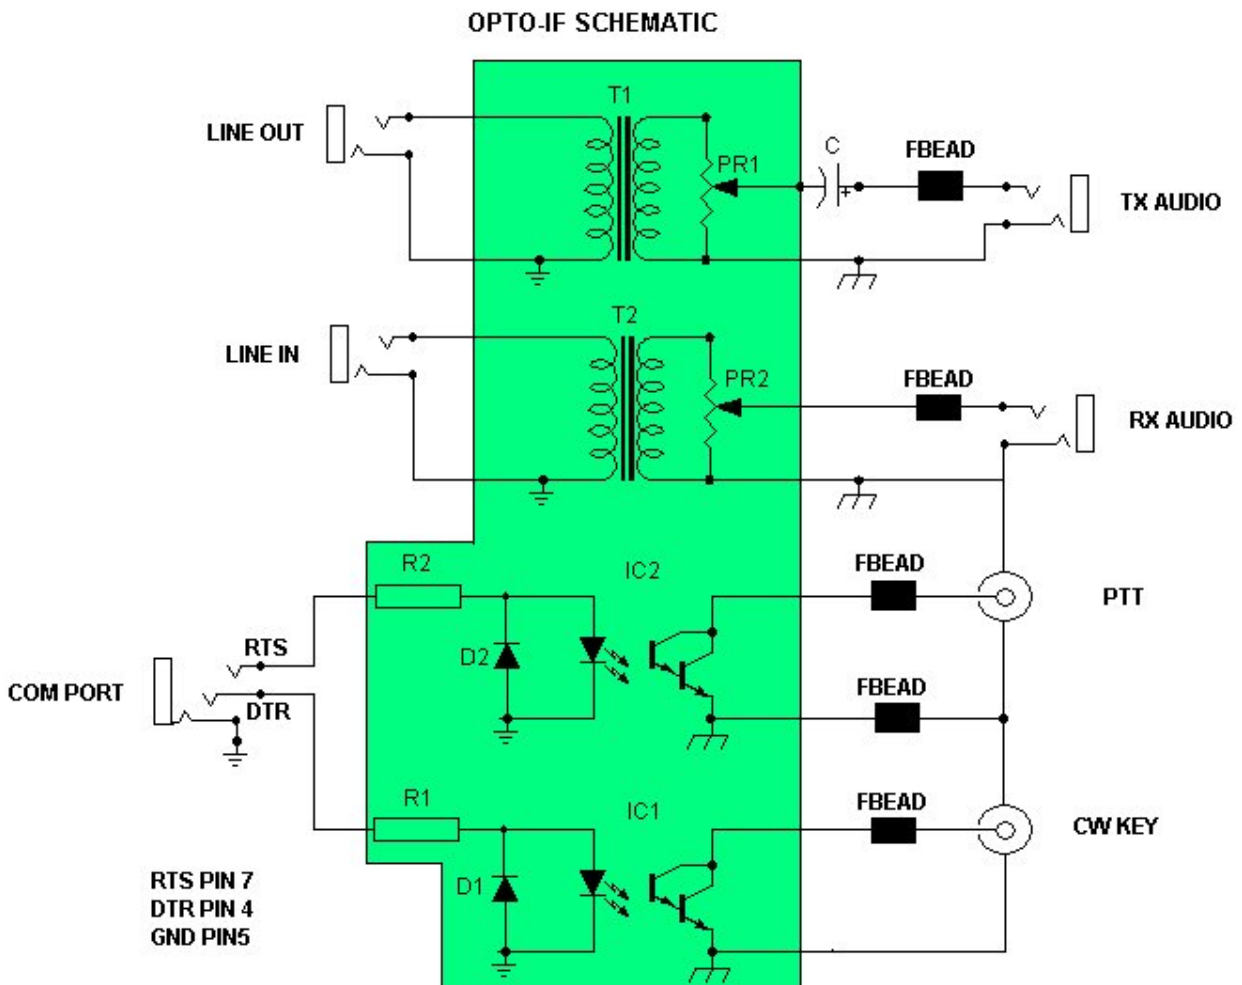 OPTO-IF SCHEMATIC
T1
LINE OUT
PR1
C
+
FBEAD
TX AUDIO
T2
LINE IN
PR2
FBEAD
RX AUDIO
R2
IC2
FBEAD
PTT
RTS
D2
COM PORT
DTR
FBEAD
R1
IC1
FBEAD
CW KEY
D1
RTS PIN 7
DTR PIN 4
GND PIN5